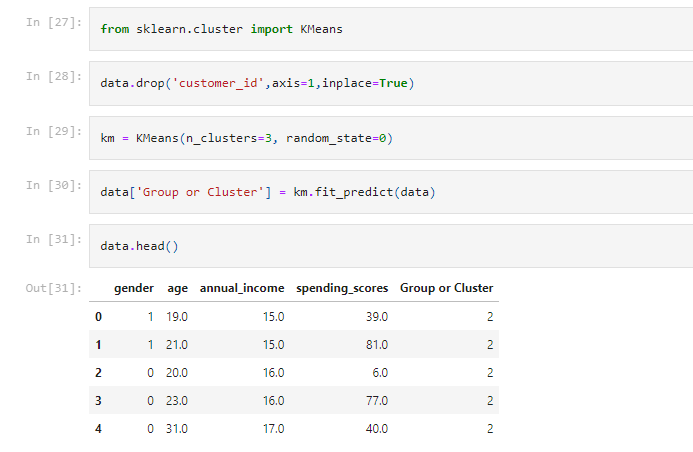 In [27]: from sklearn.cluster import KMeans
In [28]: data.drop('customer_id',axis=1,inplace=True)
In [29]: km = KMeans(n_clusters=3, random_state=0)
In [30]: data['Group or Cluster'] = km.fit_predict(data)
In [31]: data.head()
Out[31]: gender age annual_income spending_scores Group or Cluster
0 1 19.0 15.0 39.0 2
1 1 21.0 15.0 81.0 2
2 0 20.0 16.0 6.0 2
3 0 23.0 16.0 77.0 2
4 0 31.0 17.0 40.0 2